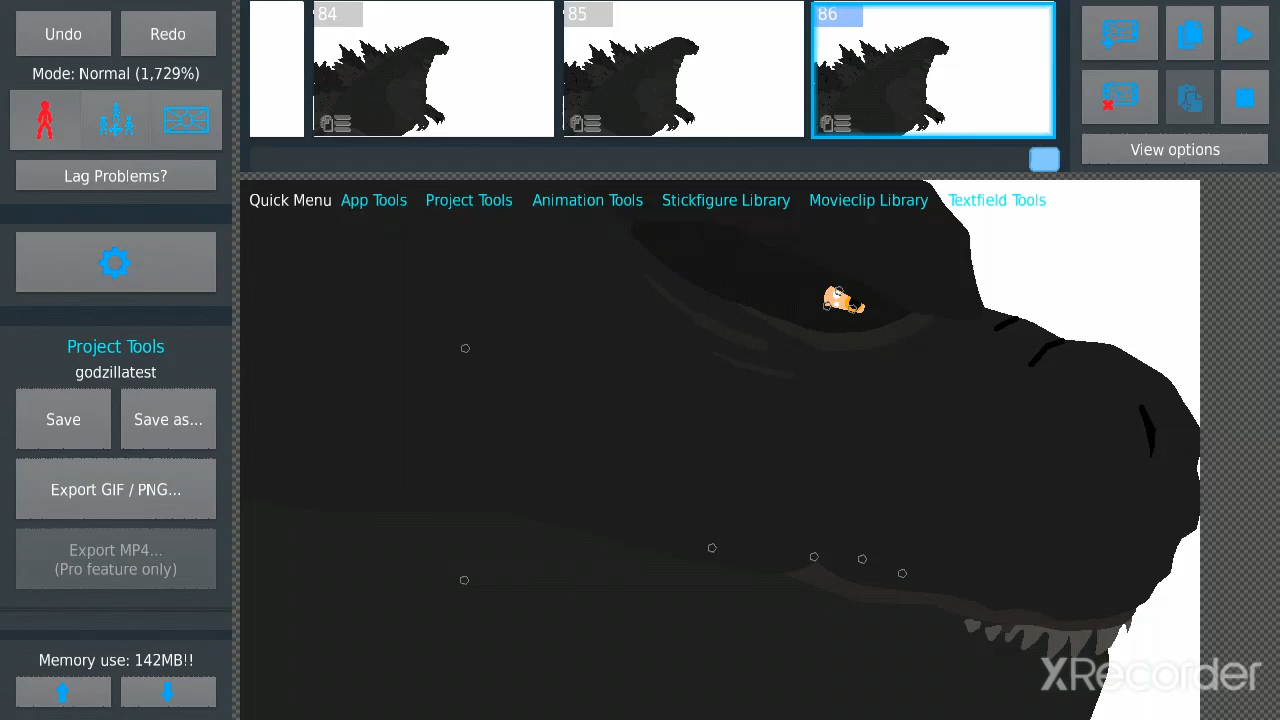 Undo
Redo
Mode: Normal (1,729%)
Lag Problems?
84
85
86
View options
Quick Menu App Tools Project Tools Animation Tools Stickfigure Library Movieclip Library Textfield Tools
Project Tools
godzillatest
Save
Save as...
Export GIF / PNG...
Export MP4...
(Pro feature only)
Memory use: 142MB!!
XRecorder